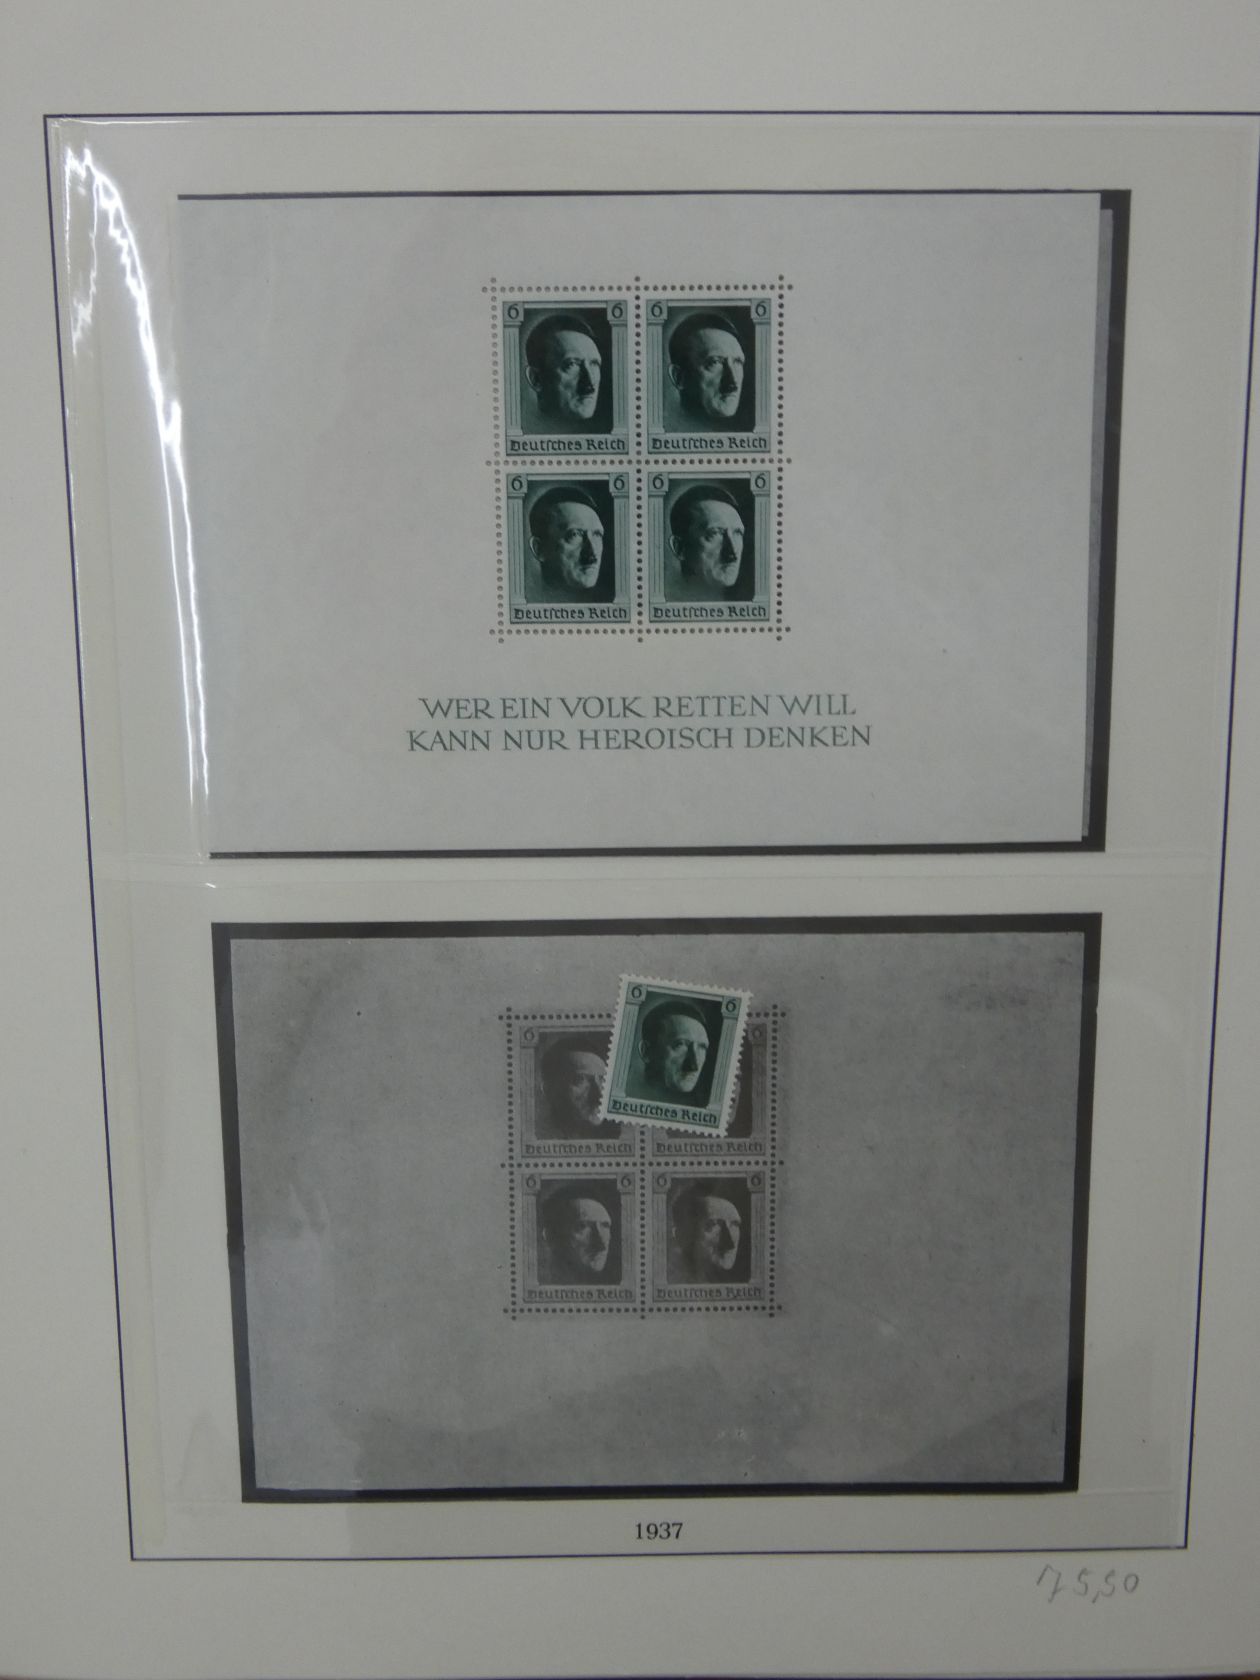 6 6 6 6
Deutsches Reich Deutsches Reich
6 6 6 6
Deutsches Reich Deutsches Reich
WER EIN VOLK RETTEN WILL
KANN NUR HEROISCH DENKEN
6 6 6
Deutsches Reich
Deutsches Reich Deutsches Reich
6 6 6 6
Deutsches Reich Deutsches Reich
1937
75,50